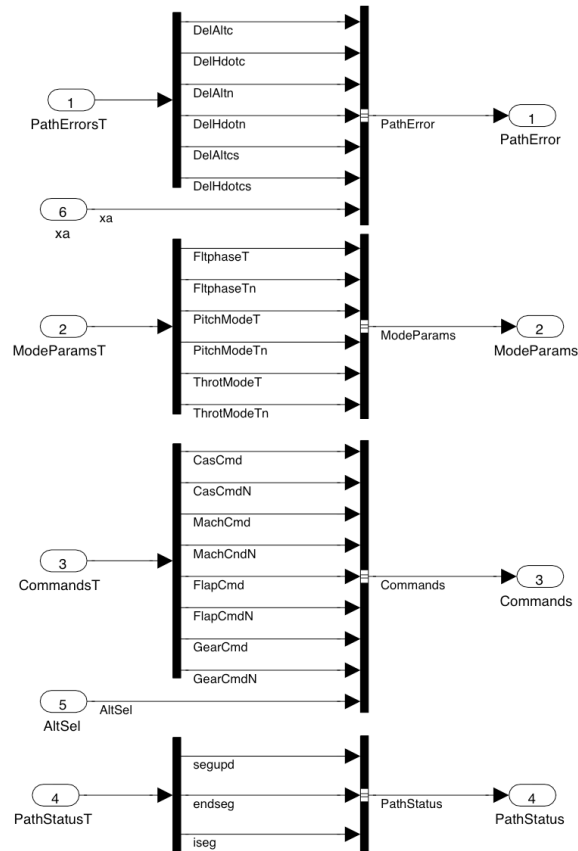 DelAltc
DelHdotc
DelAltn
1
DelHdotn
PathError
1
PathErrorsT
PathError
DelAltcs
DelHdotcs
6
xa
xa
FltphaseT
FltphaseTn
PitchModeT
2
ModeParams
2
PitchModeTn
ModeParamsT
ModeParams
ThrotModeT
ThrotModeTn
CasCmd
CasCmdN
MachCmd
MachCndN
3
FlapCmd
Commands
3
CommandsT
Commands
FlapCmdN
GearCmd
GearCmdN
5
AltSel
AltSel
segupd
4
endseg
PathStatus
4
PathStatusT
PathStatus
iseg